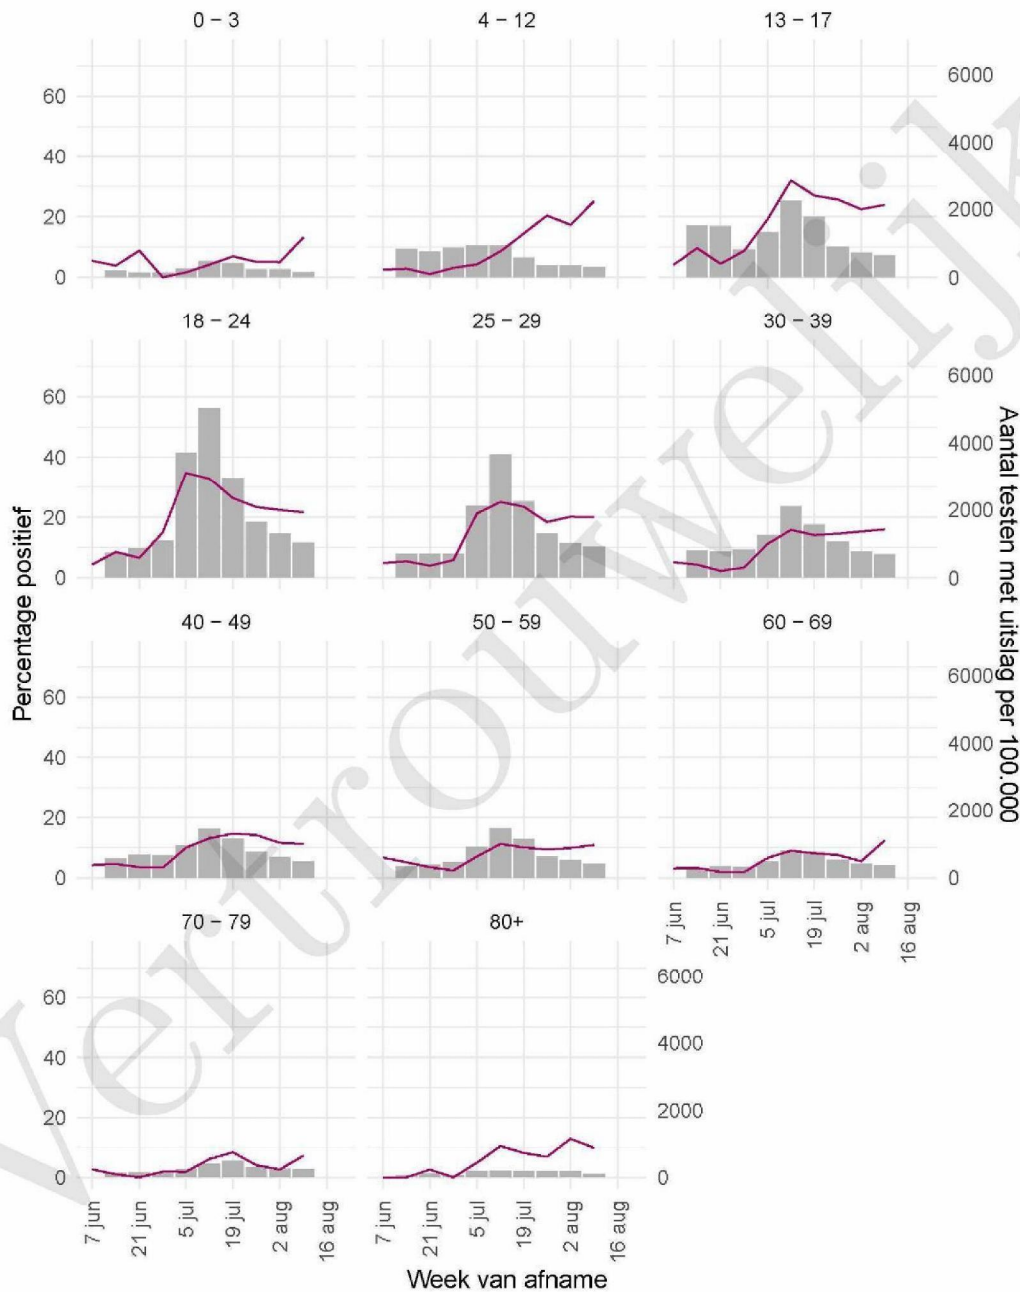 0 – 3
4 – 12
13 – 17
60
40
20
0
6000
4000
2000
0
18 – 24
25 – 29
30 – 39
60
40
20
0
6000
4000
2000
0
40 – 49
50 – 59
60 – 69
60
40
20
0
6000
4000
2000
0
7 jun
21 jun
5 jul
19 jul
2 aug
16 aug
70 – 79
80+
60
40
20
0
6000
4000
2000
0
7 jun
21 jun
5 jul
19 jul
2 aug
16 aug
7 jun
21 jun
5 jul
19 jul
2 aug
16 aug
Week van afname
Percentage positief
Aantal testen met uitslag per 100.000
Vertrouwelijk